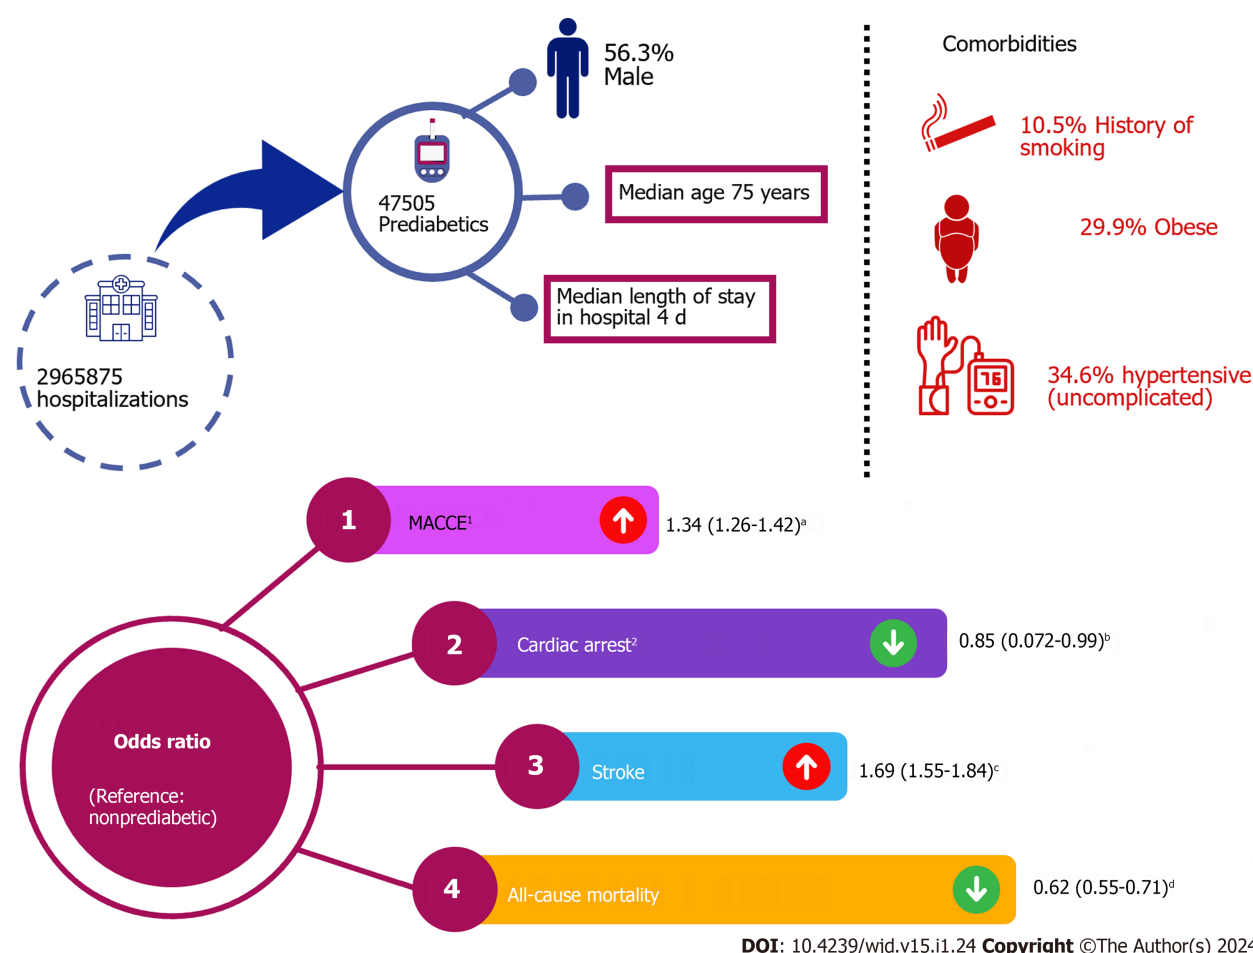 56.3%
Male
47505
Prediabetics
Median age 75 years
Median length of stay
in hospital 4 d
2965875
hospitalizations
Comorbidities
10.5% History of
smoking
29.9% Obese
76
34.6% hypertensive
(uncomplicated)
Odds ratio
(Reference:
nonprediabetic)
1 MACCE¹ 1.34 (1.26-1.42)ᵃ
2 Cardiac arrest² 0.85 (0.072-0.99)ᵇ
3 Stroke 1.69 (1.55-1.84)ᶜ
4 All-cause mortality 0.62 (0.55-0.71)ᵈ
DOI: 10.4239/wjd.v15.i1.24 Copyright ©The Author(s) 2024